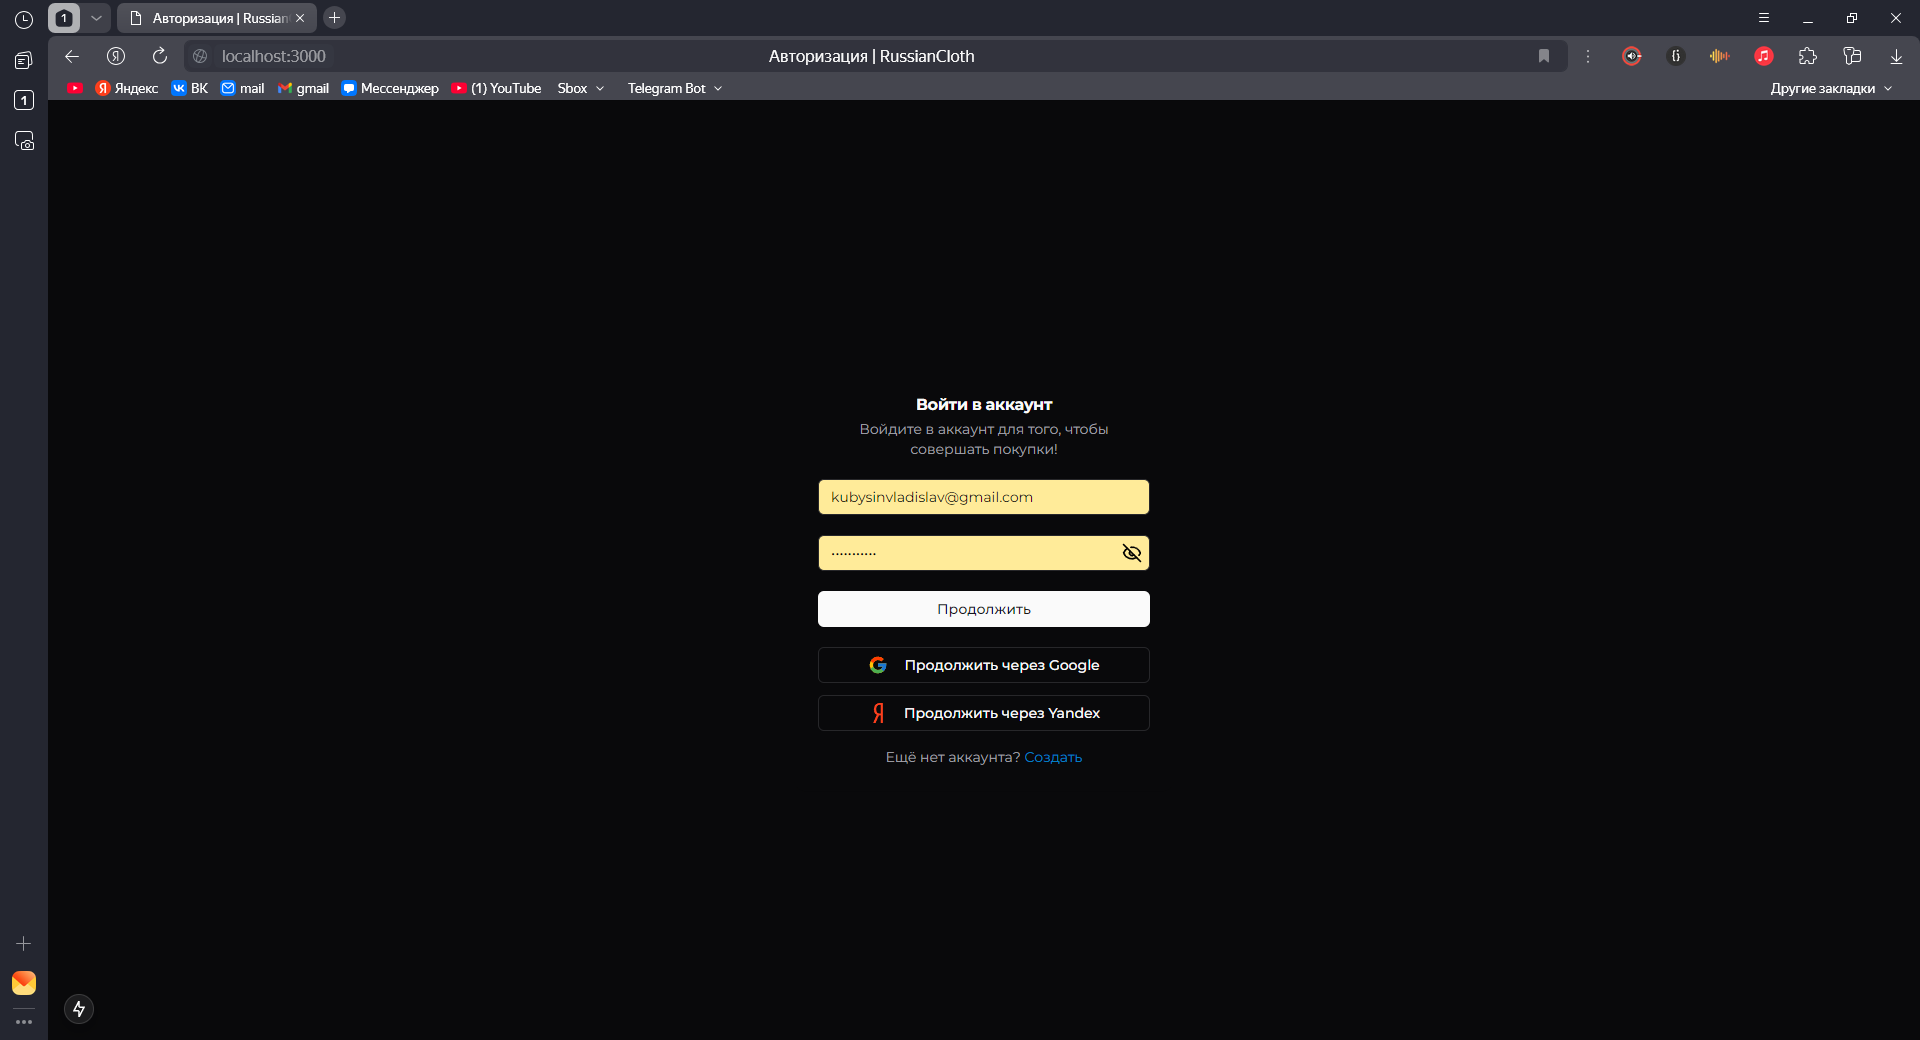 1
Авторизация | Russian
localhost:3000
Авторизация | RussianCloth
Яндекс
ВК
mail
gmail
Мессенджер
(1) YouTube
Sbox
Telegram Bot
Другие закладки
1
Войти в аккаунт
Войдите в аккаунт для того, чтобы
совершать покупки!
kubysinvladislav@gmail.com
Продолжить
Продолжить через Google
Продолжить через Yandex
Ещё нет аккаунта? Создать